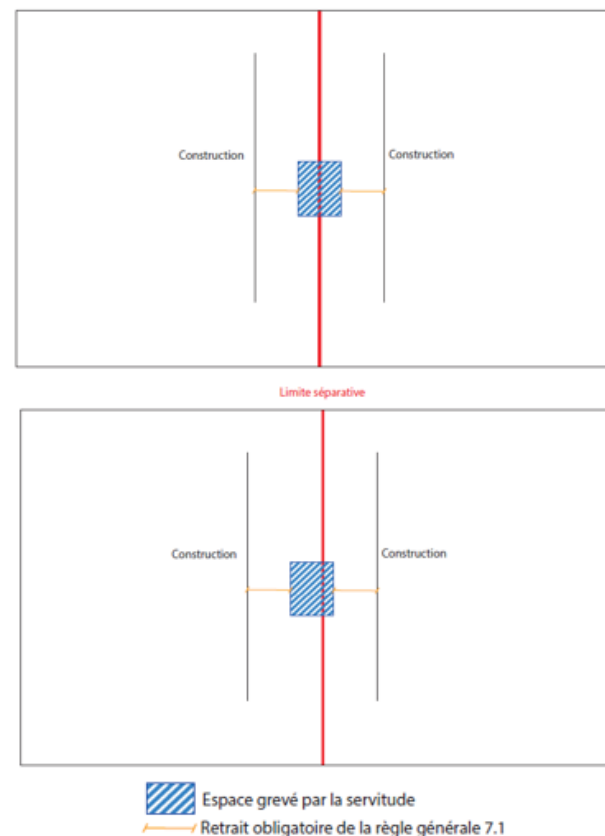 Construction
Construction
Limite séparative
Construction
Construction
Espace grevé par la servitude
Retrait obligatoire de la règle générale 7.1